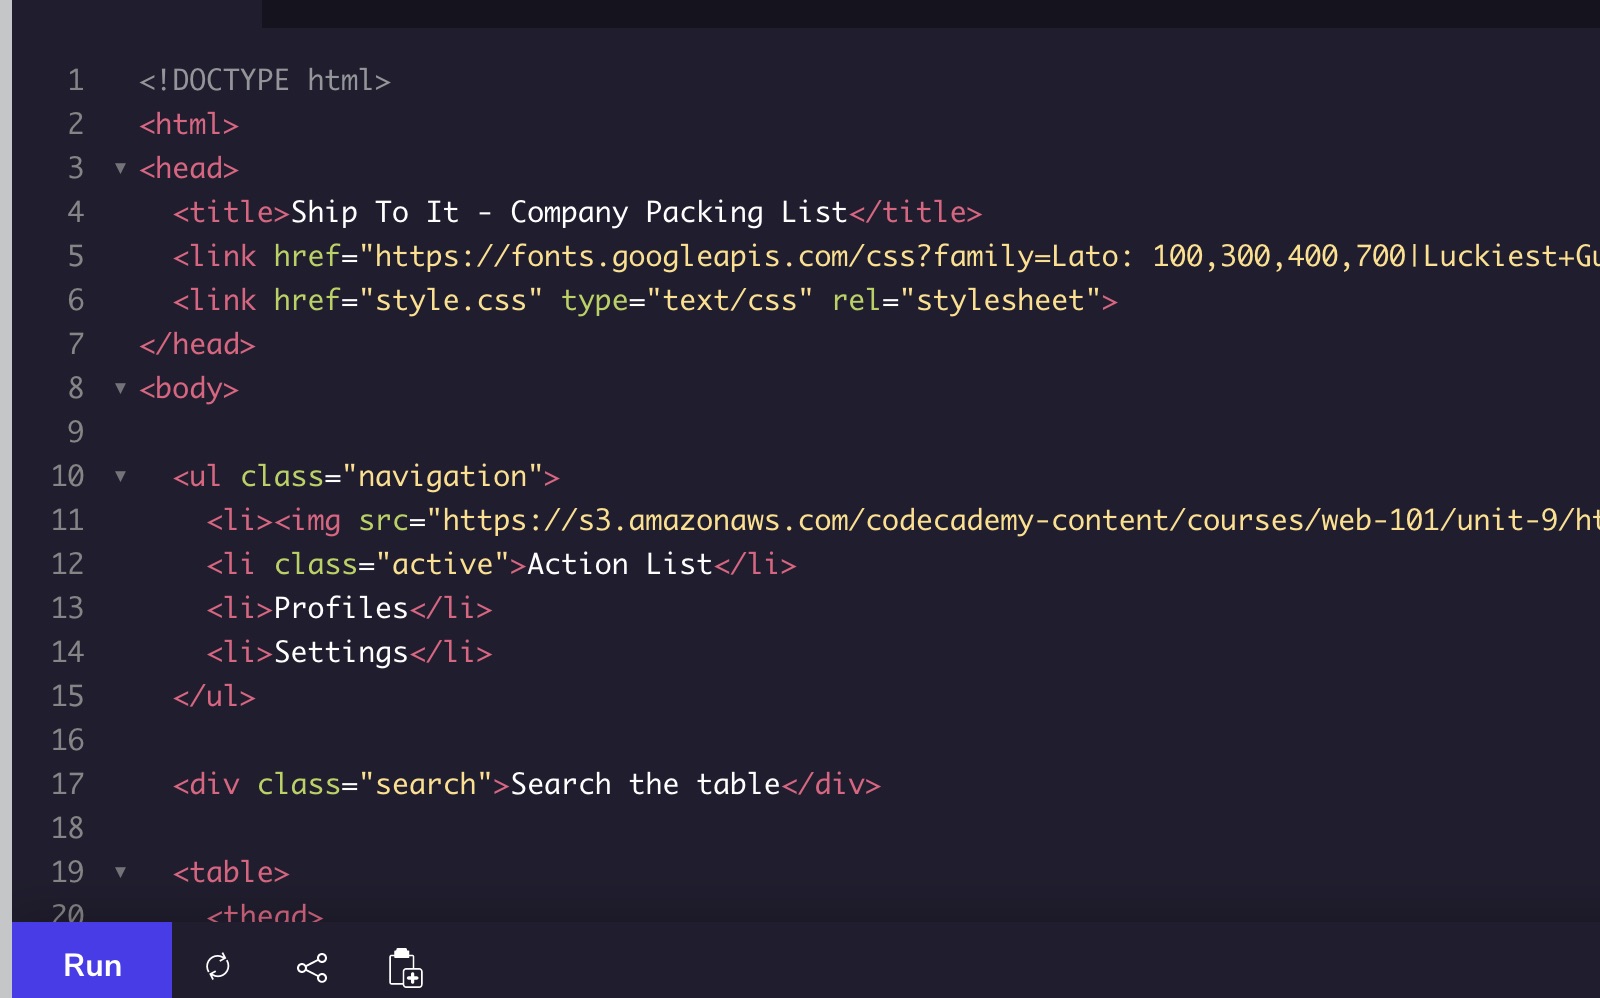 1 <!DOCTYPE html>
2 <html>
3 ▼ <head>
4 <title>Ship To It - Company Packing List</title>
5 <link href="https://fonts.googleapis.com/css?family=Lato: 100,300,400,700|Luckiest+Gu
6 <link href="style.css" type="text/css" rel="stylesheet">
7 </head>
8 ▼ <body>
9
10 ▼ <ul class="navigation">
11 <li><img src="https://s3.amazonaws.com/codecademy-content/courses/web-101/unit-9/ht
12 <li class="active">Action List</li>
13 <li>Profiles</li>
14 <li>Settings</li>
15 </ul>
16
17 <div class="search">Search the table</div>
18
19 ▼ <table>
20 <thead>
Run